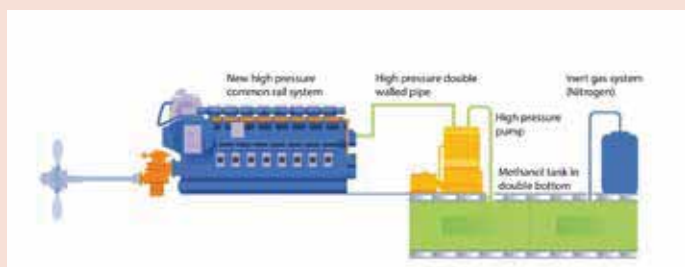 New high pressure
common rail system
High pressure double
walled pipe
Inert gas system
(Nitrogen)
High pressure
pump
Methanol tank in
double bottom